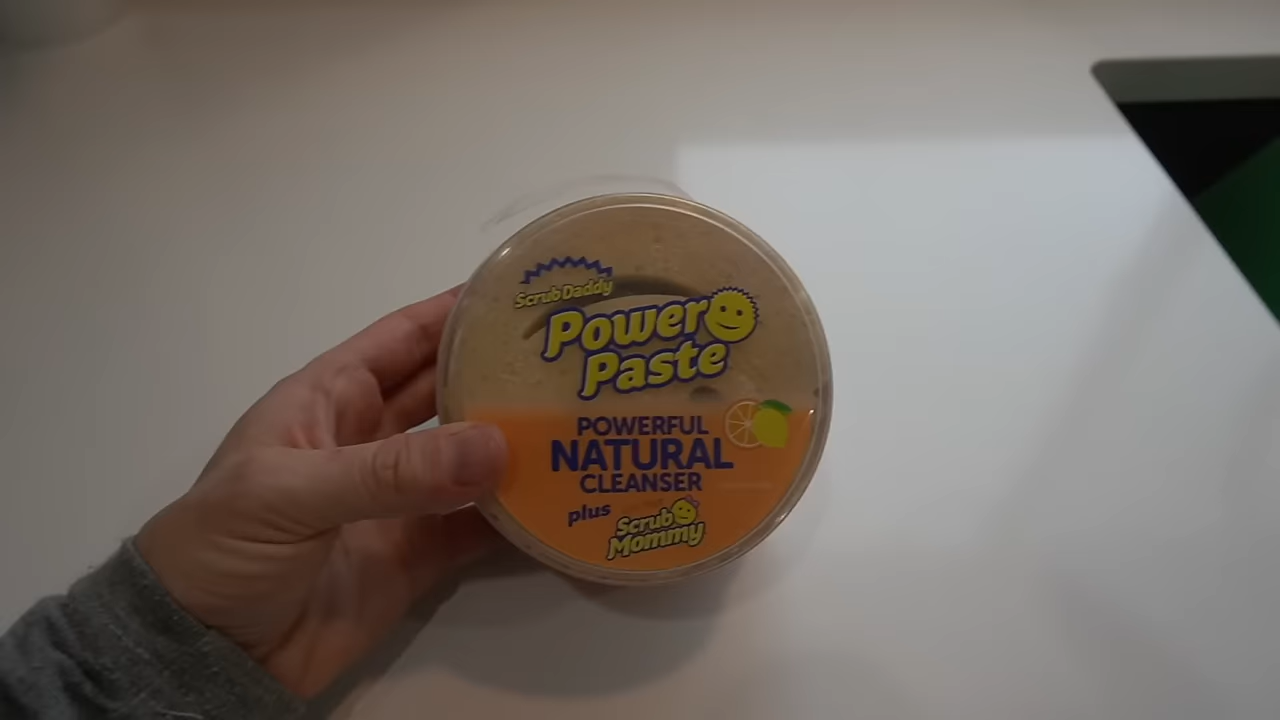 Scrub Daddy
Power
Paste
POWERFUL
NATURAL
CLEANSER
plus
Scrub
Mommy